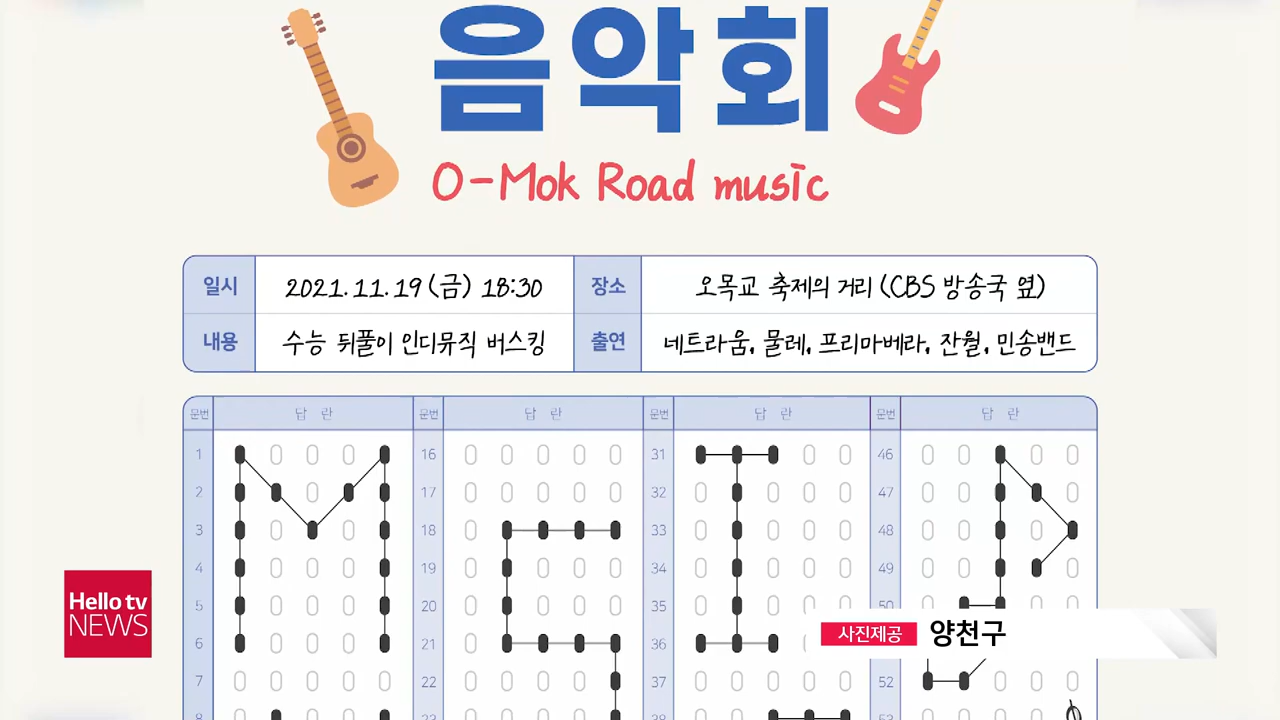 음악회
O-Mok Road music
일시 2021.11.19(금) 18:30 장소 오목교 축제의 거리(CBS 방송국 옆)
내용 수능 뒤풀이 인디뮤직 버스킹 출연 네트라움, 물레, 프리마베라, 잔월, 민송밴드
문번 답 란 문번 답 란 문번 답 란 문번 답 란
1 16 31 46
2 17 32 47
3 18 33 48
4 19 34 49
5 20 35 50
6 21 36
7 22 37 52
8 23 38 53
Hello tv
NEWS
사진제공 양천구